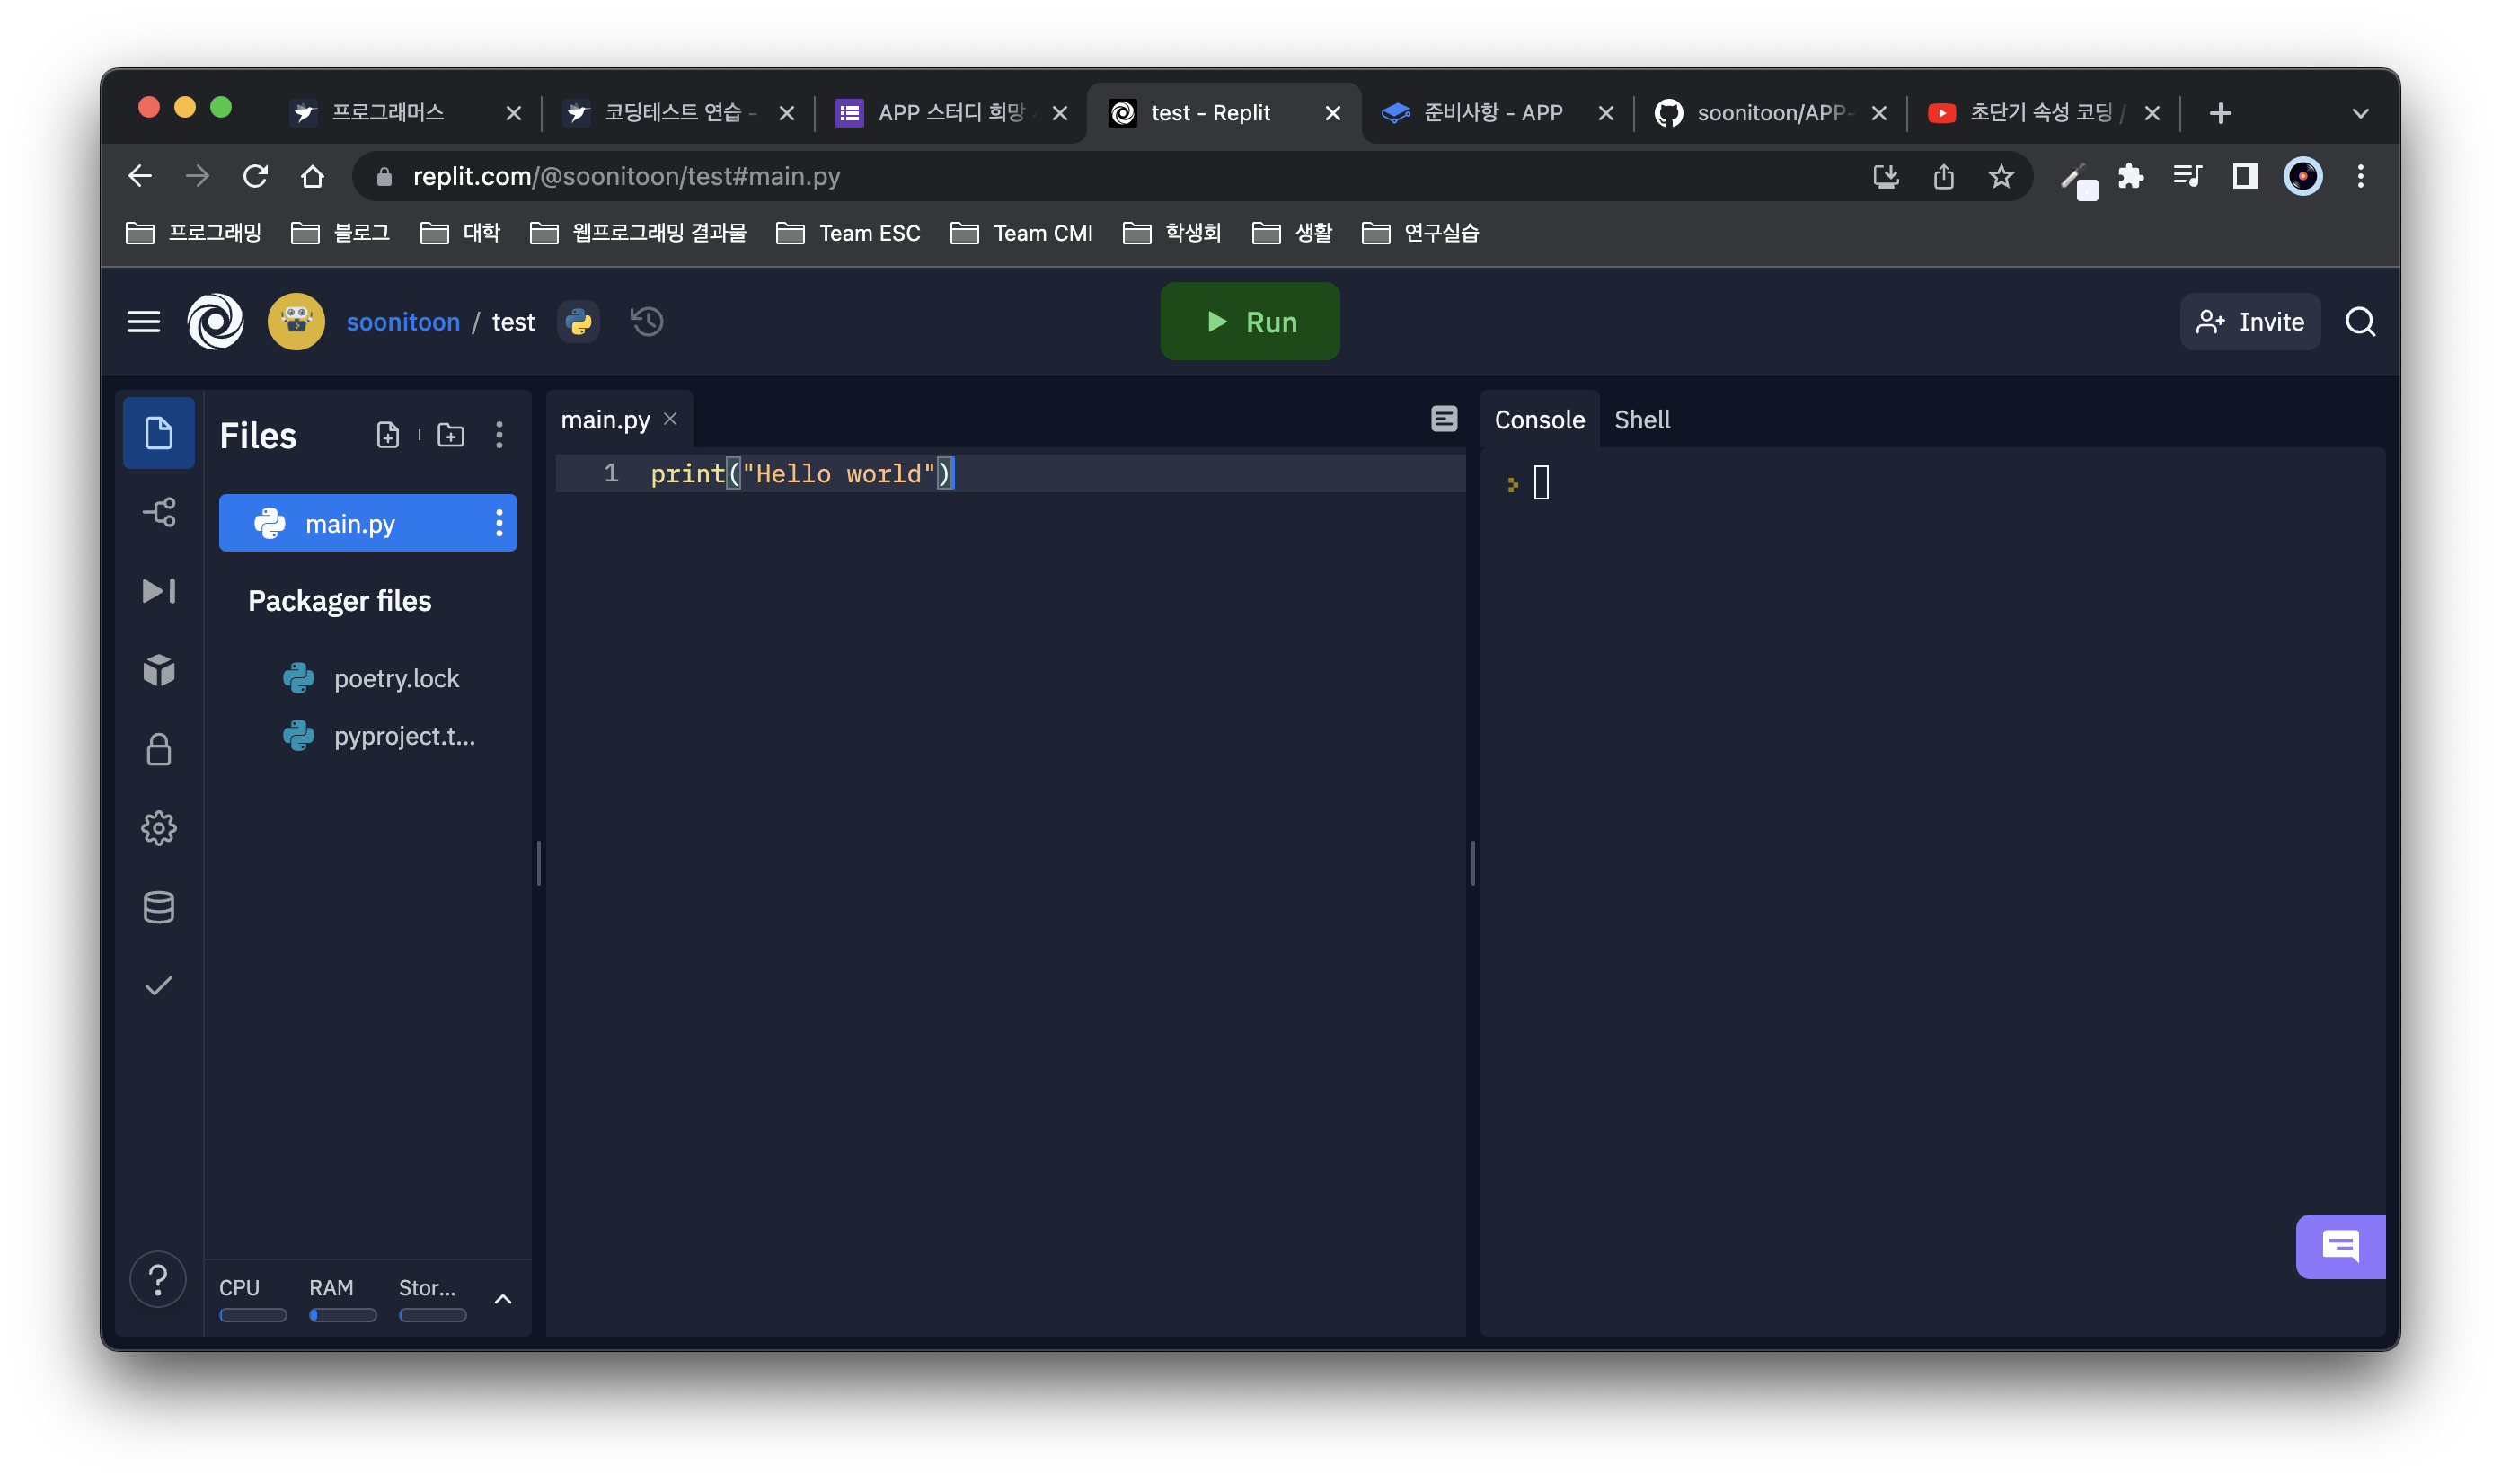 프로그래머스
코딩테스트 연습 -
APP 스터디 희망
test - Replit
준비사항 - APP
soonitoon/APP-
초단기 속성 코딩 /
replit.com/@soonitoon/test#main.py
프로그래밍
블로그
대학
웹프로그래밍 결과물
Team ESC
Team CMI
학생회
생활
연구실습
soonitoon / test
Run
Invite
Files
main.py
Packager files
poetry.lock
pyproject.t...
CPU
RAM
Stor...
main.py
1 print("Hello world")
Console
Shell